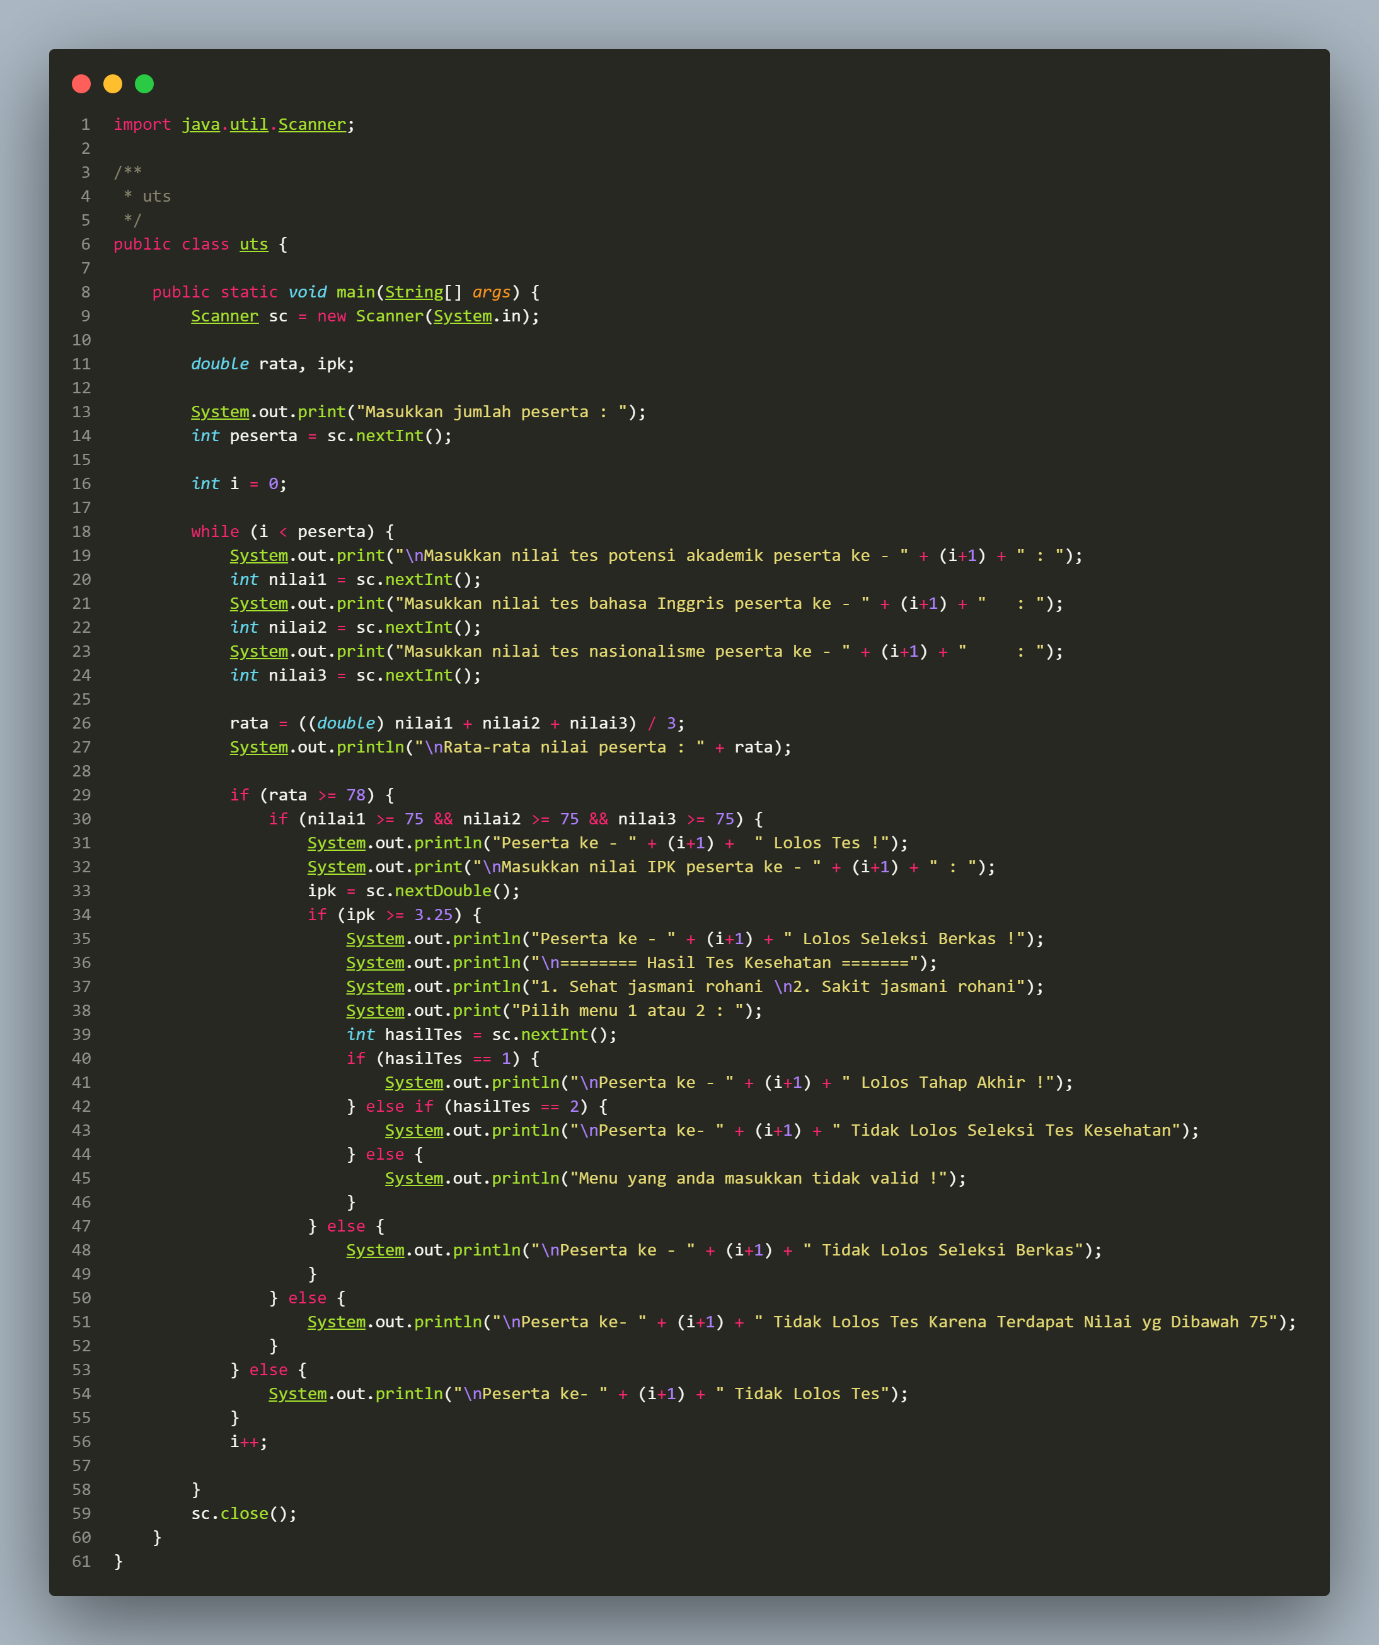 1 import java.util.Scanner;
2
3 /**
4  * uts
5  */
6 public class uts {
7
8     public static void main(String[] args) {
9         Scanner sc = new Scanner(System.in);
10
11         double rata, ipk;
12
13         System.out.print("Masukkan jumlah peserta : ");
14         int peserta = sc.nextInt();
15
16         int i = 0;
17
18         while (i < peserta) {
19             System.out.print("\nMasukkan nilai tes potensi akademik peserta ke - " + (i+1) + " : ");
20             int nilai1 = sc.nextInt();
21             System.out.print("Masukkan nilai tes bahasa Inggris peserta ke - " + (i+1) + "   : ");
22             int nilai2 = sc.nextInt();
23             System.out.print("Masukkan nilai tes nasionalisme peserta ke - " + (i+1) + "     : ");
24             int nilai3 = sc.nextInt();
25
26             rata = ((double) nilai1 + nilai2 + nilai3) / 3;
27             System.out.println("\nRata-rata nilai peserta : " + rata);
28
29             if (rata >= 78) {
30                 if (nilai1 >= 75 && nilai2 >= 75 && nilai3 >= 75) {
31                     System.out.println("Peserta ke - " + (i+1) +  " Lolos Tes !");
32                     System.out.print("\nMasukkan nilai IPK peserta ke - " + (i+1) + " : ");
33                     ipk = sc.nextDouble();
34                     if (ipk >= 3.25) {
35                         System.out.println("Peserta ke - " + (i+1) + " Lolos Seleksi Berkas !");
36                         System.out.println("\n======== Hasil Tes Kesehatan =======");
37                         System.out.println("1. Sehat jasmani rohani \n2. Sakit jasmani rohani");
38                         System.out.print("Pilih menu 1 atau 2 : ");
39                         int hasilTes = sc.nextInt();
40                         if (hasilTes == 1) {
41                             System.out.println("\nPeserta ke - " + (i+1) + " Lolos Tahap Akhir !");
42                         } else if (hasilTes == 2) {
43                             System.out.println("\nPeserta ke- " + (i+1) + " Tidak Lolos Seleksi Tes Kesehatan");
44                         } else {
45                             System.out.println("Menu yang anda masukkan tidak valid !");
46                         }
47                     } else {
48                         System.out.println("\nPeserta ke - " + (i+1) + " Tidak Lolos Seleksi Berkas");
49                     }
50                 } else {
51                     System.out.println("\nPeserta ke- " + (i+1) + " Tidak Lolos Tes Karena Terdapat Nilai yg Dibawah 75");
52                 }
53             } else {
54                 System.out.println("\nPeserta ke- " + (i+1) + " Tidak Lolos Tes");
55             }
56             i++;
57
58         }
59         sc.close();
60     }
61 }